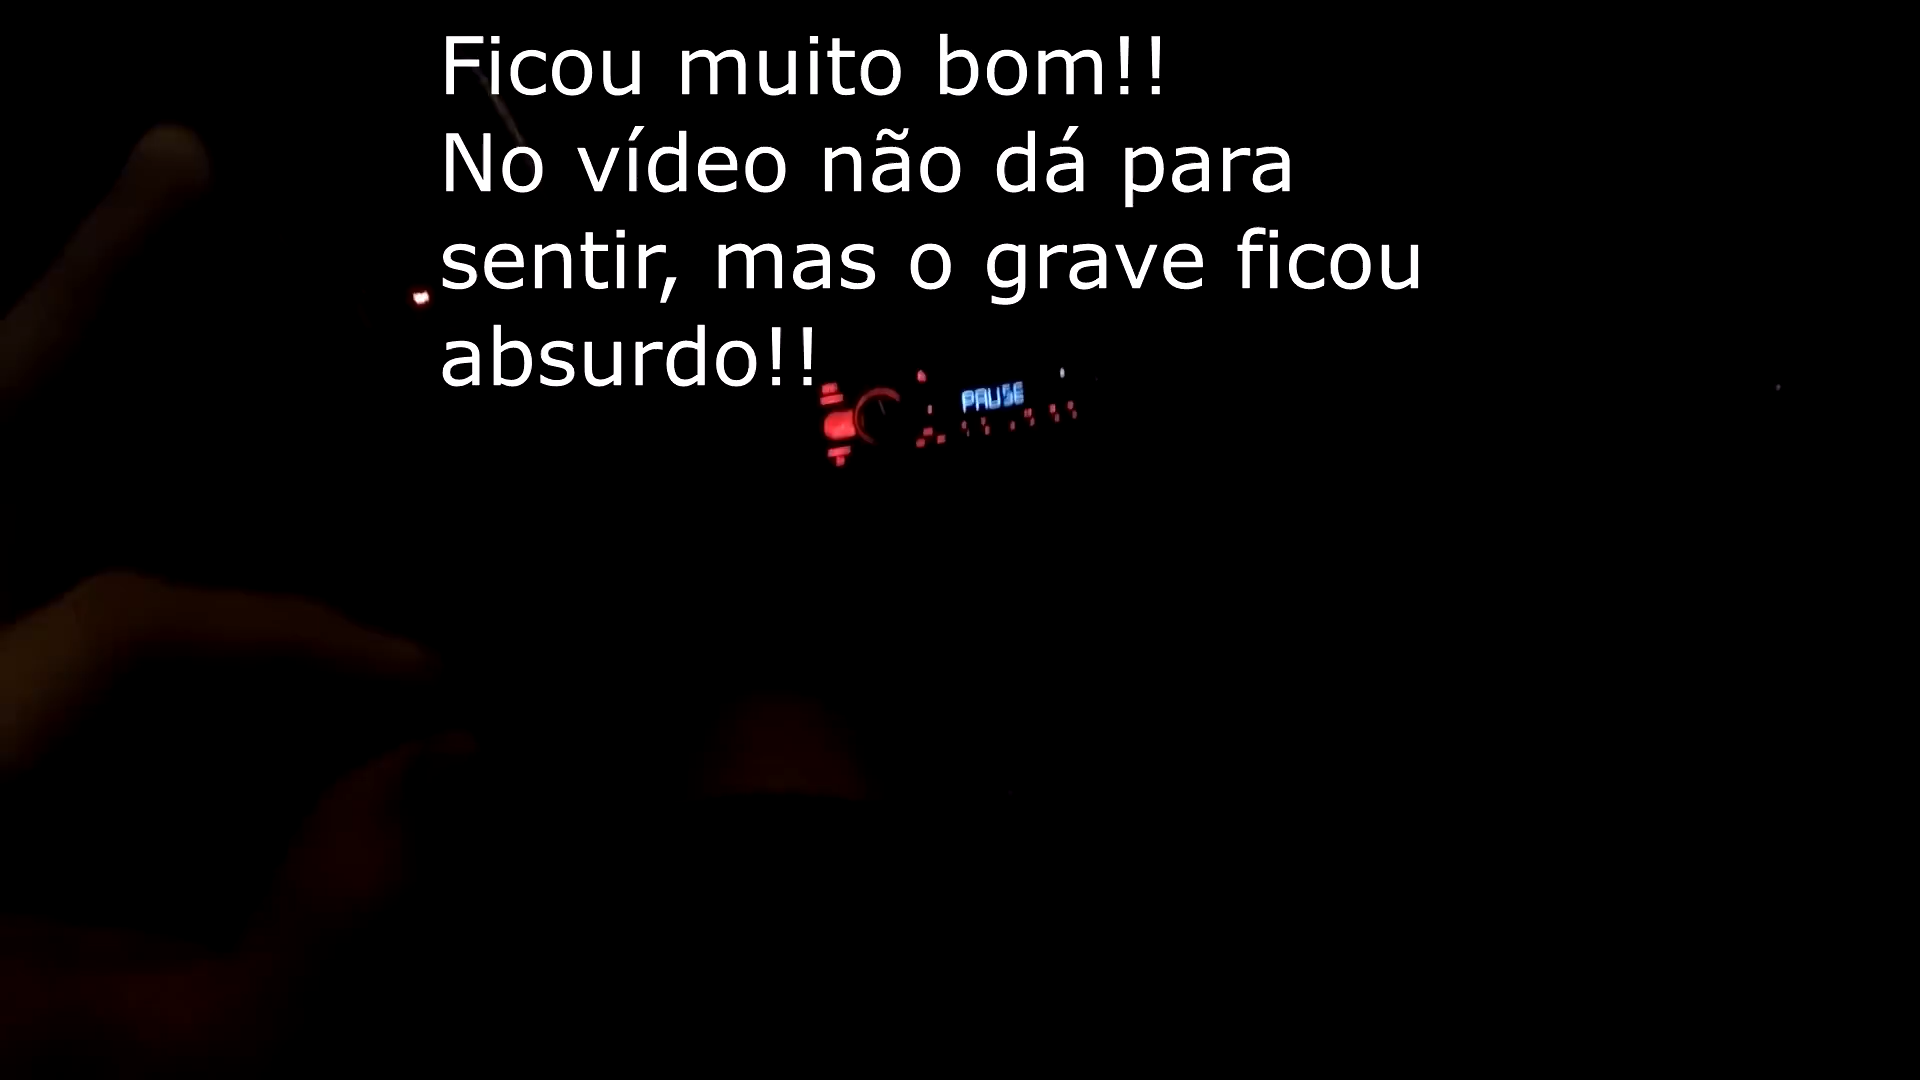 Ficou muito bom!!
No vídeo não dá para
sentir, mas o grave ficou
absurdo!!
PAUSE